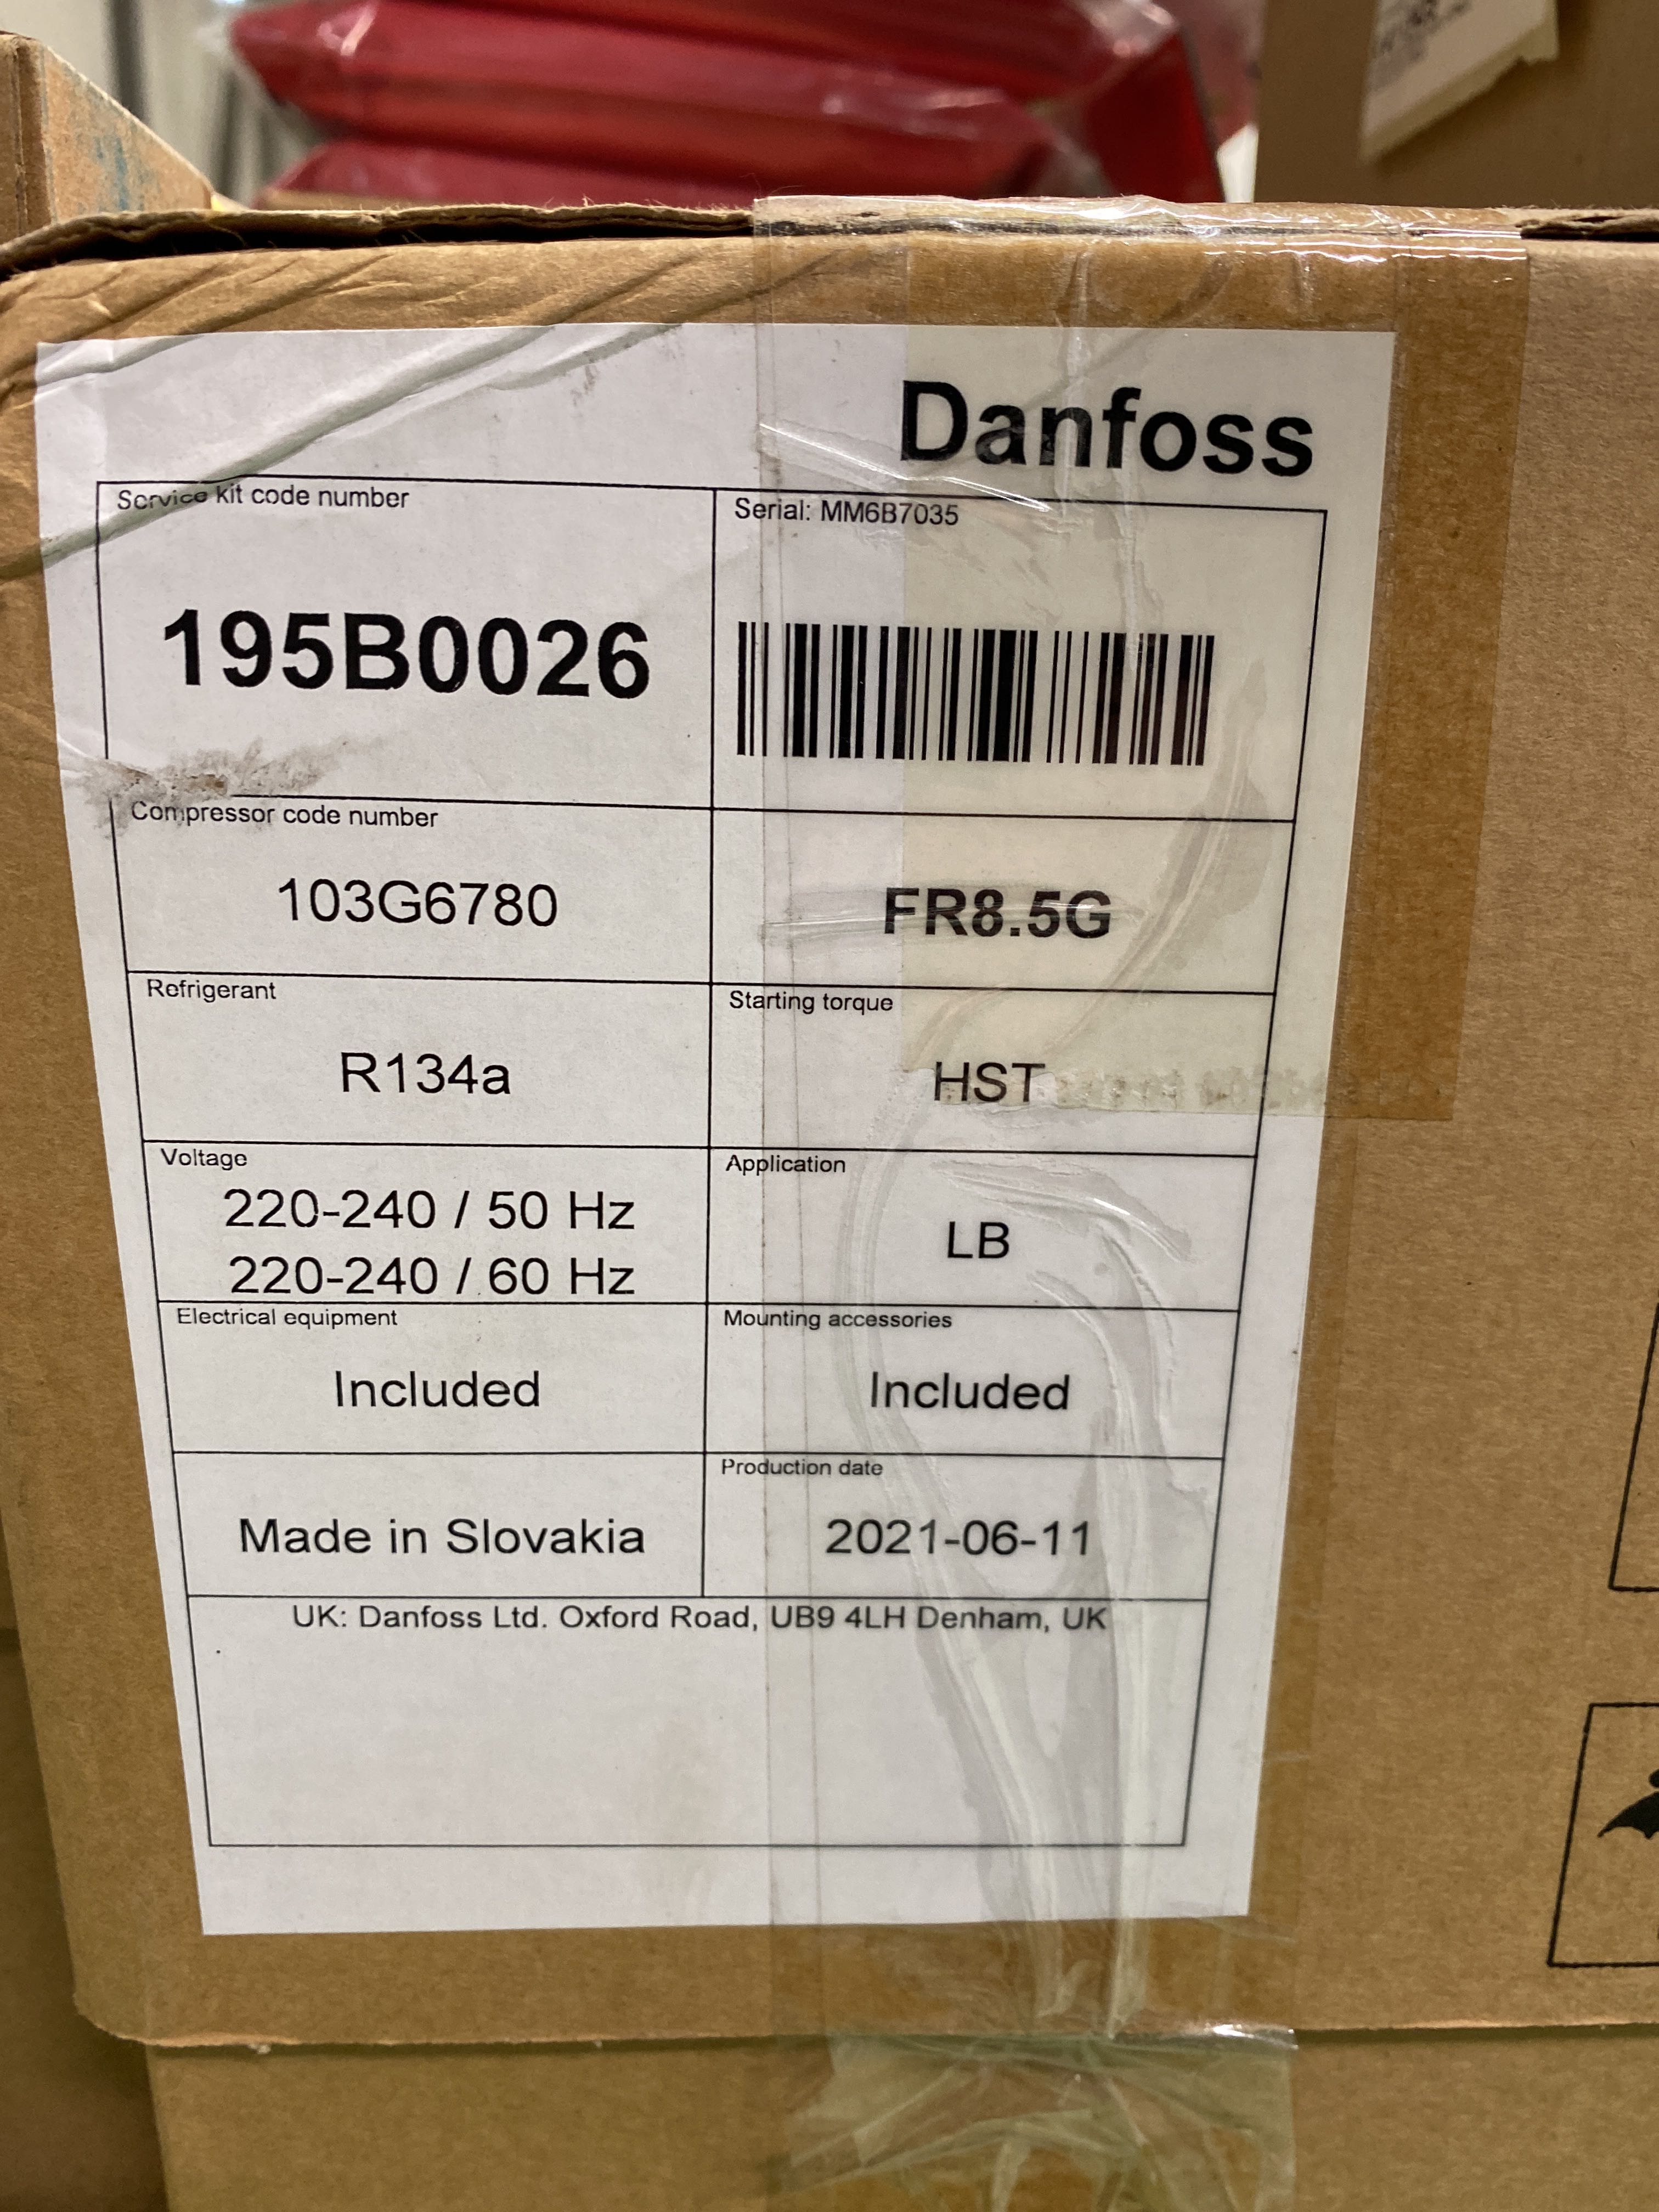 Danfoss
Service kit code number
Serial: MM6B7035
195B0026
Compressor code number
103G6780
FR8.5G
Refrigerant
Starting torque
R134a
HST
Voltage
Application
220-240 / 50 Hz
220-240 / 60 Hz
LB
Electrical equipment
Mounting accessories
Included
Included
Production date
Made in Slovakia
2021-06-11
UK: Danfoss Ltd. Oxford Road, UB9 4LH Denham, UK